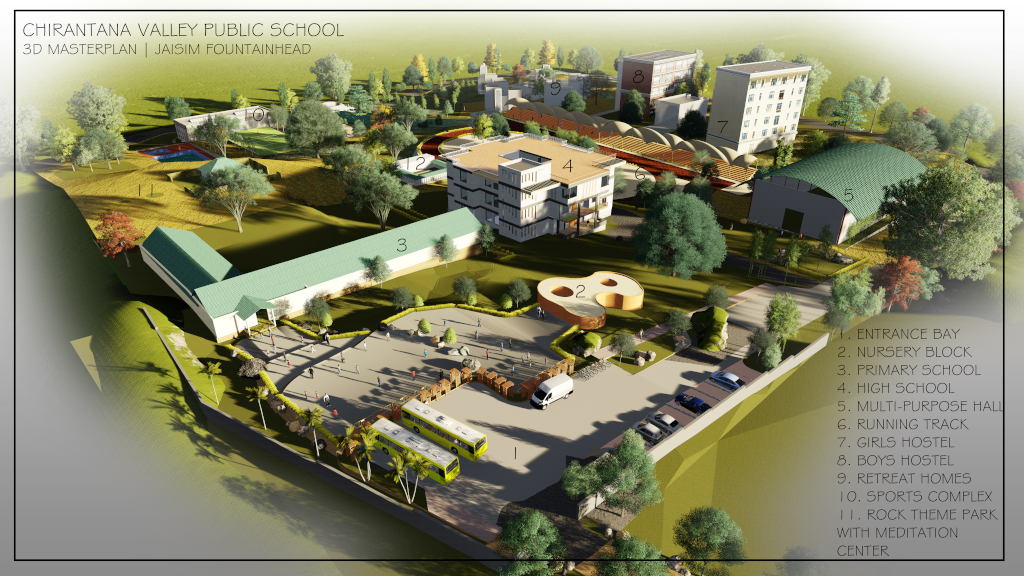 CHIRANTANA VALLEY PUBLIC SCHOOL
3D MASTERPLAN | JAISIM FOUNTAINHEAD
8
9
7
10
2
4
6
11
5
3
2
1
1. ENTRANCE BAY
2. NURSERY BLOCK
3. PRIMARY SCHOOL
4. HIGH SCHOOL
5. MULTI-PURPOSE HALL
6. RUNNING TRACK
7. GIRLS HOSTEL
8. BOYS HOSTEL
9. RETREAT HOMES
10. SPORTS COMPLEX
11. ROCK THEME PARK
WITH MEDITATION
CENTER